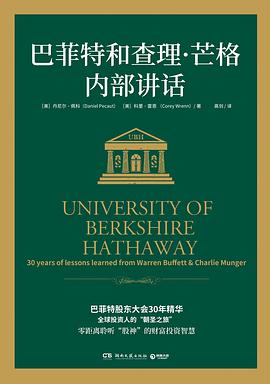 巴菲特和查理·芒格
内部讲话
[美] 丹尼尔·佩科 (Daniel Pecaut) [美] 科里·雷恩 (Corey Wrenn) / 著 高剑 / 译
UBH
UNIVERSITY OF
BERKSHIRE
HATHAWAY
30 years of lessons learned from Warren Buffett & Charlie Munger
巴菲特股东大会30年精华
全球投资人的“朝圣之旅”
零距离聆听“股神”的财富投资智慧
湖南文艺出版社